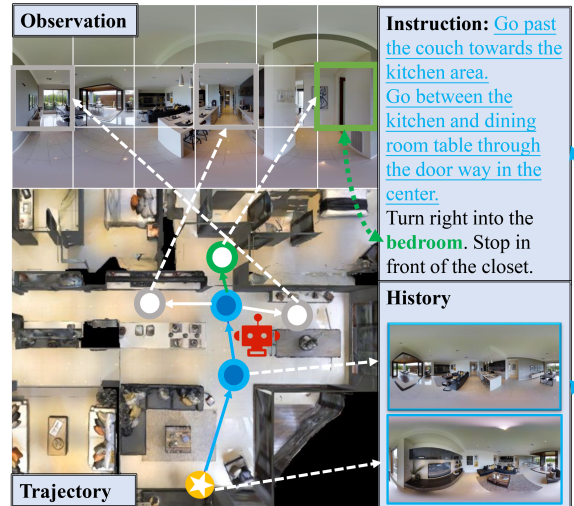 Observation
Instruction: Go past
the couch towards the
kitchen area.
Go between the
kitchen and dining
room table through
the door way in the
center.
Turn right into the
bedroom. Stop in
front of the closet.
History
Trajectory